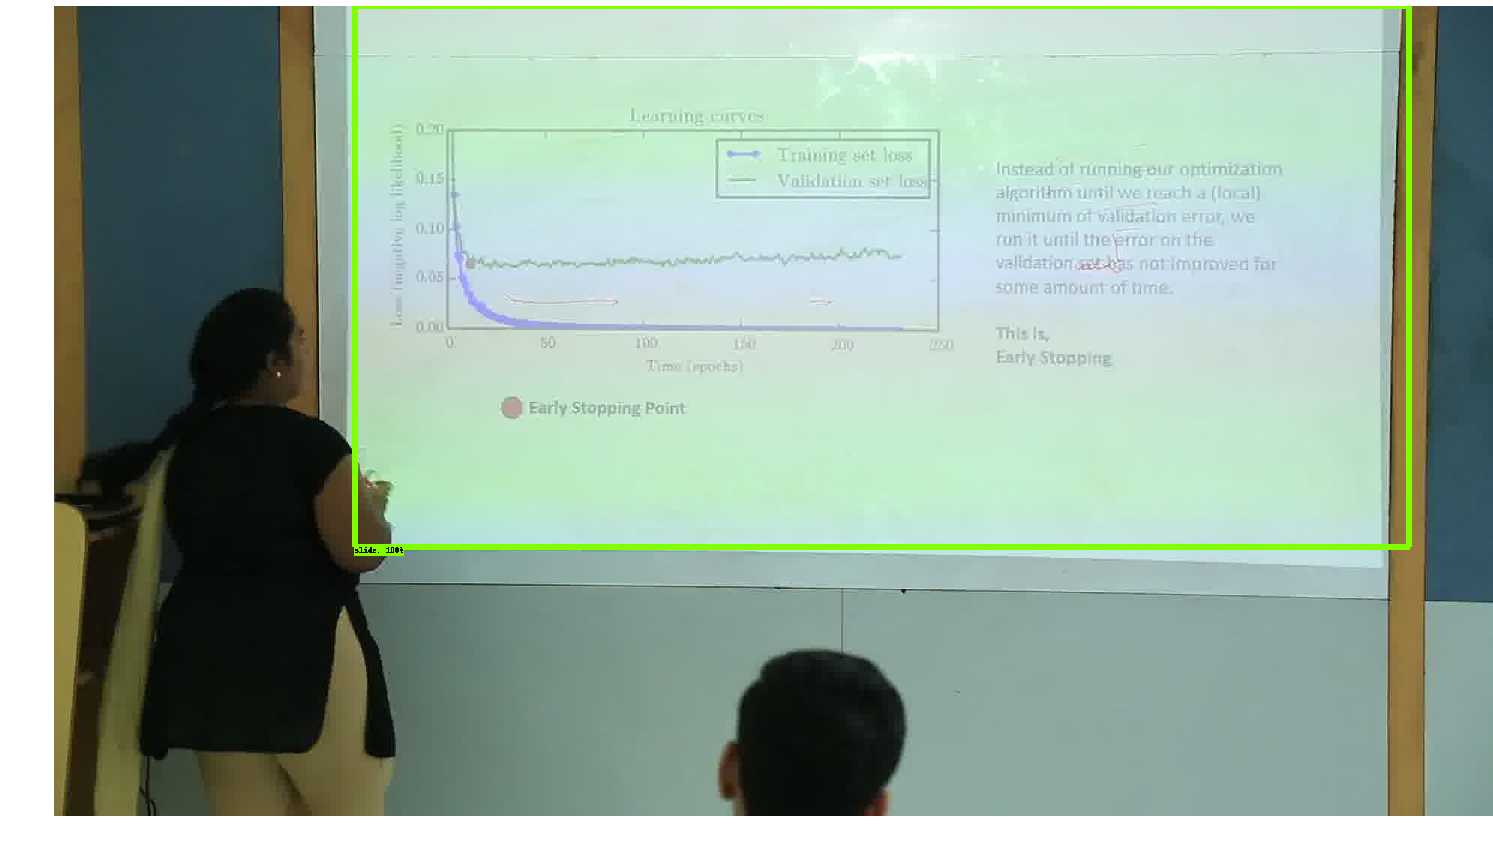 Learning curves
Loss (negative log likelihood)
0.20
0.15
0.10
0.05
0.00
Training set loss
Validation set loss
0 50 100 150 200 250
Time (epochs)
Early Stopping Point
Instead of running our optimization
algorithm until we reach a (local)
minimum of validation error, we
run it until the error on the
validation set has not improved for
some amount of time.
This is,
Early Stopping
slide: 100%